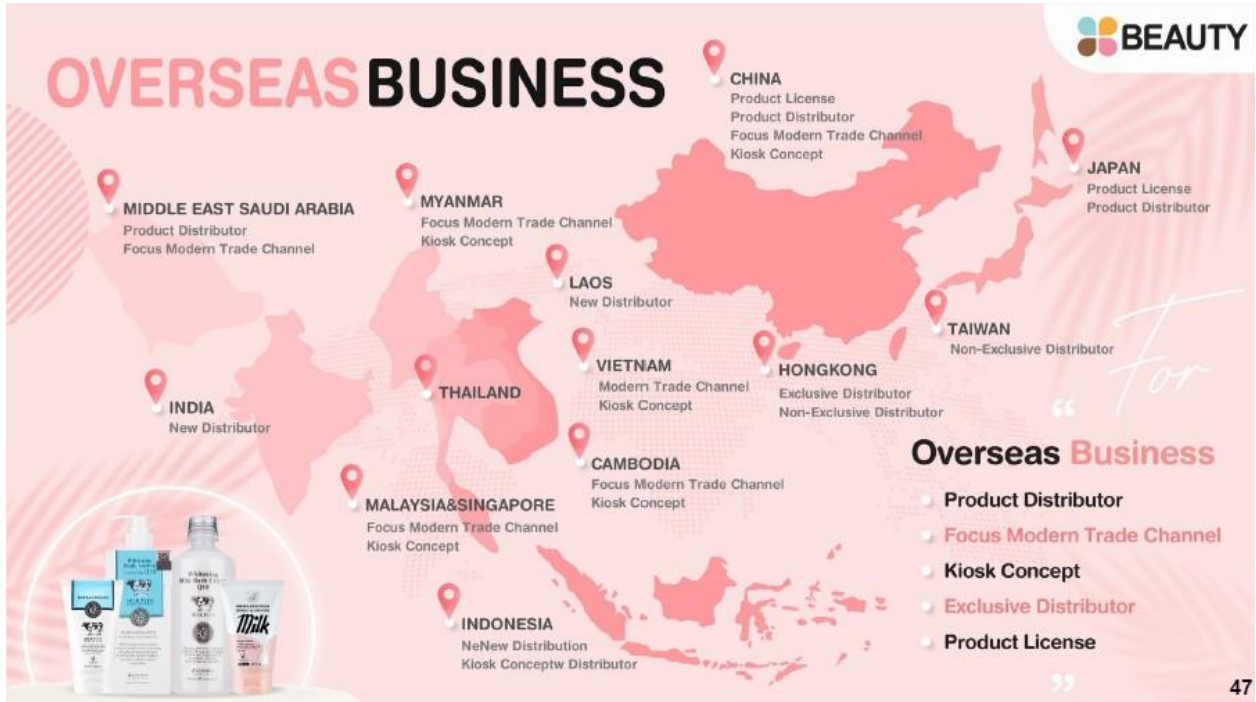 BEAUTY
OVERSEAS BUSINESS
CHINA
Product License
Product Distributor
Focus Modern Trade Channel
Kiosk Concept
JAPAN
Product License
Product Distributor
MIDDLE EAST SAUDI ARABIA
Product Distributor
Focus Modern Trade Channel
MYANMAR
Focus Modern Trade Channel
Kiosk Concept
LAOS
New Distributor
TAIWAN
Non-Exclusive Distributor
VIETNAM
Modern Trade Channel
Kiosk Concept
HONGKONG
Exclusive Distributor
Non-Exclusive Distributor
THAILAND
INDIA
New Distributor
CAMBODIA
Focus Modern Trade Channel
Kiosk Concept
MALAYSIA&SINGAPORE
Focus Modern Trade Channel
Kiosk Concept
INDONESIA
NeNew Distribution
Kiosk Conceptw Distributor
For
“
Overseas Business
Product Distributor
Focus Modern Trade Channel
Kiosk Concept
Exclusive Distributor
Product License
”
Whitening
Q10
Whitening
Q10
Milk
47